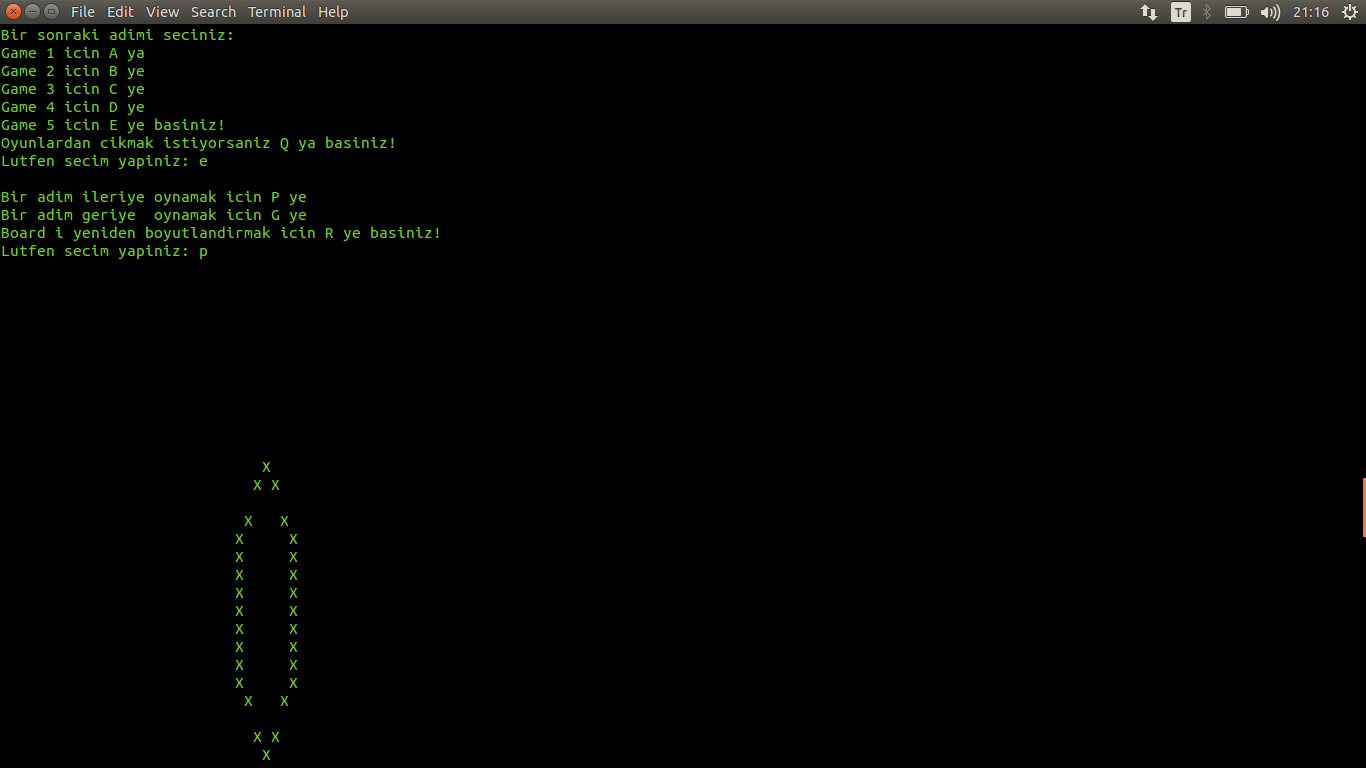 File Edit View Search Terminal Help Tr 21:16
Bir sonraki adimi seciniz:
Game 1 icin A ya
Game 2 icin B ye
Game 3 icin C ye
Game 4 icin D ye
Game 5 icin E ye basiniz!
Oyunlardan cikmak istiyorsaniz Q ya basiniz!
Lutfen secim yapiniz: e
Bir adim ileriye oynamak icin P ye
Bir adim geriye  oynamak icin G ye
Board i yeniden boyutlandirmak icin R ye basiniz!
Lutfen secim yapiniz: p
X
X X
X   X
X     X
X     X
X     X
X     X
X     X
X     X
X     X
X     X
X     X
X   X
X X
X